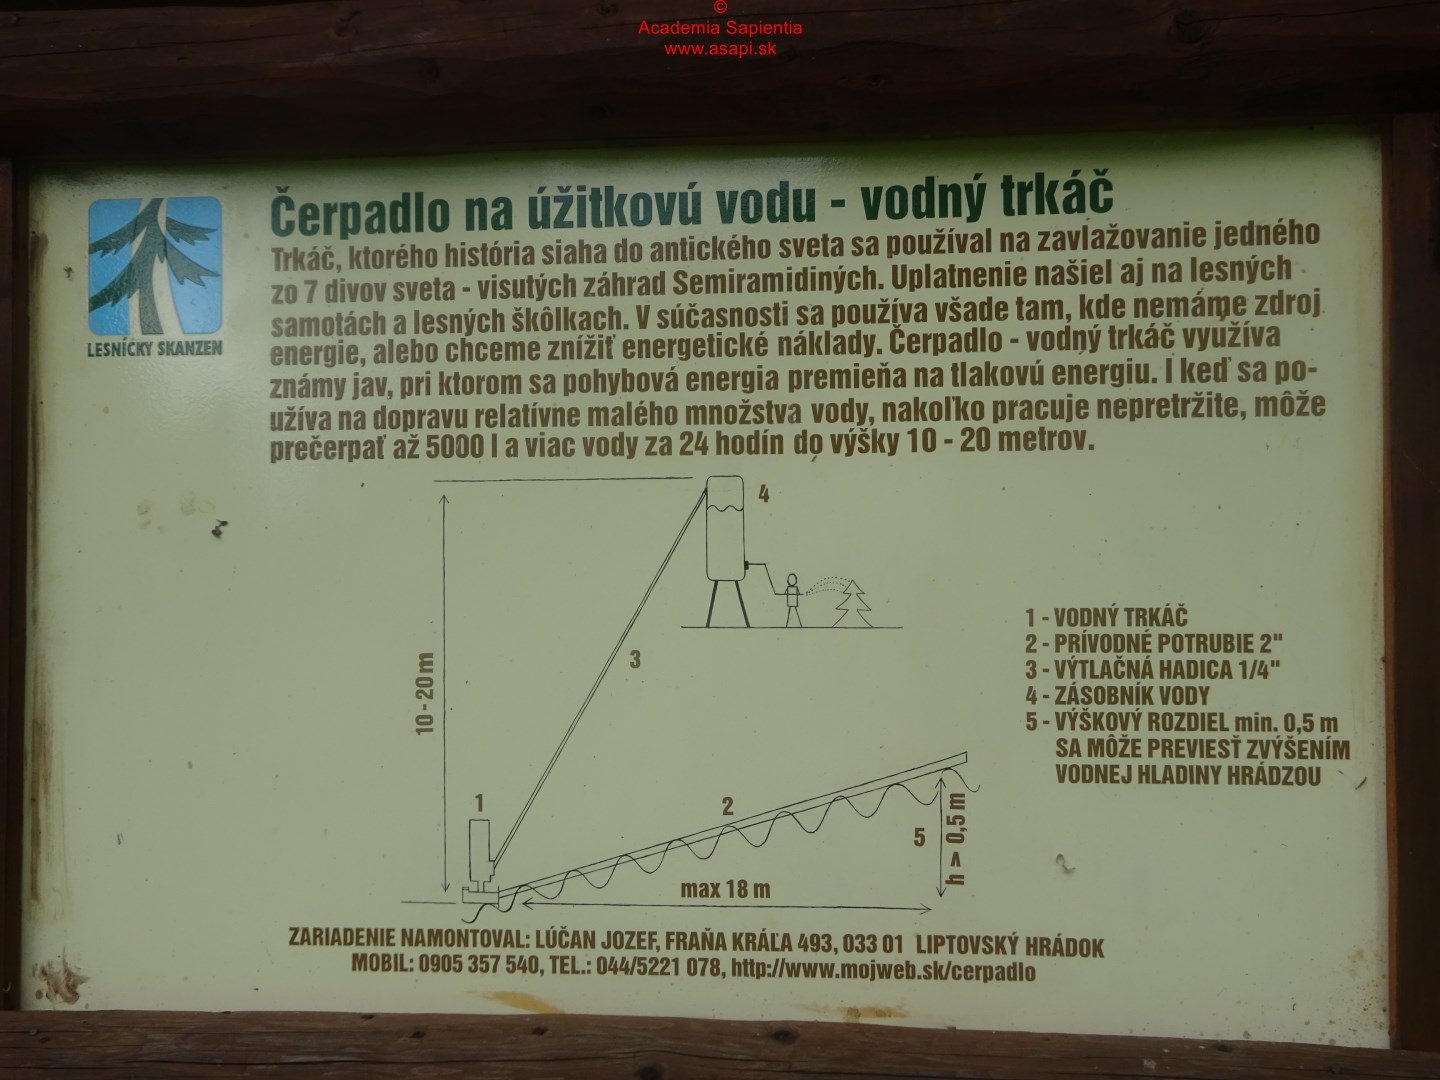 ©
Academia Sapientia
www.asapi.sk
Čerpadlo na úžitkovú vodu - vodný trkáč
Trkáč, ktorého história siaha do antického sveta sa používal na zavlažovanie jedného
zo 7 divov sveta - visutých záhrad Semiramidiných. Uplatnenie našiel aj na lesných
samotách a lesných škôlkach. V súčasnosti sa používa všade tam, kde nemáme zdroj
energie, alebo chceme znížiť energetické náklady. Čerpadlo - vodný trkáč využíva
známy jav, pri ktorom sa pohybová energia premieňa na tlakovú energiu. I keď sa po-
užíva na dopravu relatívne malého množstva vody, nakoľko pracuje nepretržite, môže
prečerpať až 5000 l a viac vody za 24 hodín do výšky 10 - 20 metrov.
LESNÍCKY SKANZEN
4
3
10 - 20 m
1
2
5
h > 0,5 m
max 18 m
1 - VODNÝ TRKÁČ
2 - PRÍVODNÉ POTRUBIE 2"
3 - VÝTLAČNÁ HADICA 1/4"
4 - ZÁSOBNÍK VODY
5 - VÝŠKOVÝ ROZDIEL min. 0,5 m
SA MÔŽE PREVIESŤ ZVÝŠENÍM
VODNEJ HLADINY HRÁDZOU
ZARIADENIE NAMONTOVAL: LÚČAN JOZEF, FRAŇA KRÁĽA 493, 033 01 LIPTOVSKÝ HRÁDOK
MOBIL: 0905 357 540, TEL.: 044/5221 078, http://www.mojweb.sk/cerpadlo